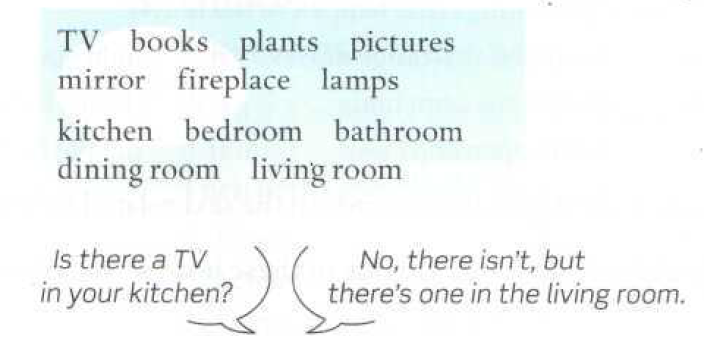 TV books plants pictures
mirror fireplace lamps
kitchen bedroom bathroom
dining room living room
Is there a TV
in your kitchen?
No, there isn't, but
there's one in the living room.